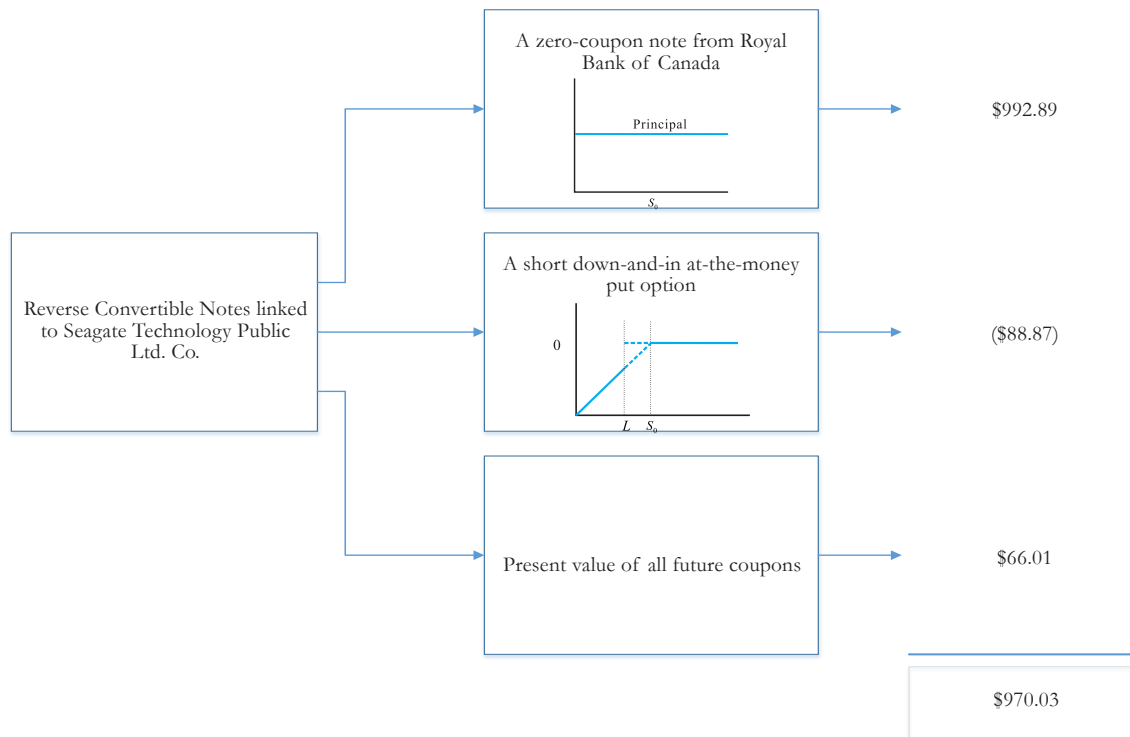 A zero-coupon note from Royal
Bank of Canada
Principal
S₀
$992.89
Reverse Convertible Notes linked
to Seagate Technology Public
Ltd. Co.
A short down-and-in at-the-money
put option
0
L S₀
($88.87)
Present value of all future coupons
$66.01
$970.03